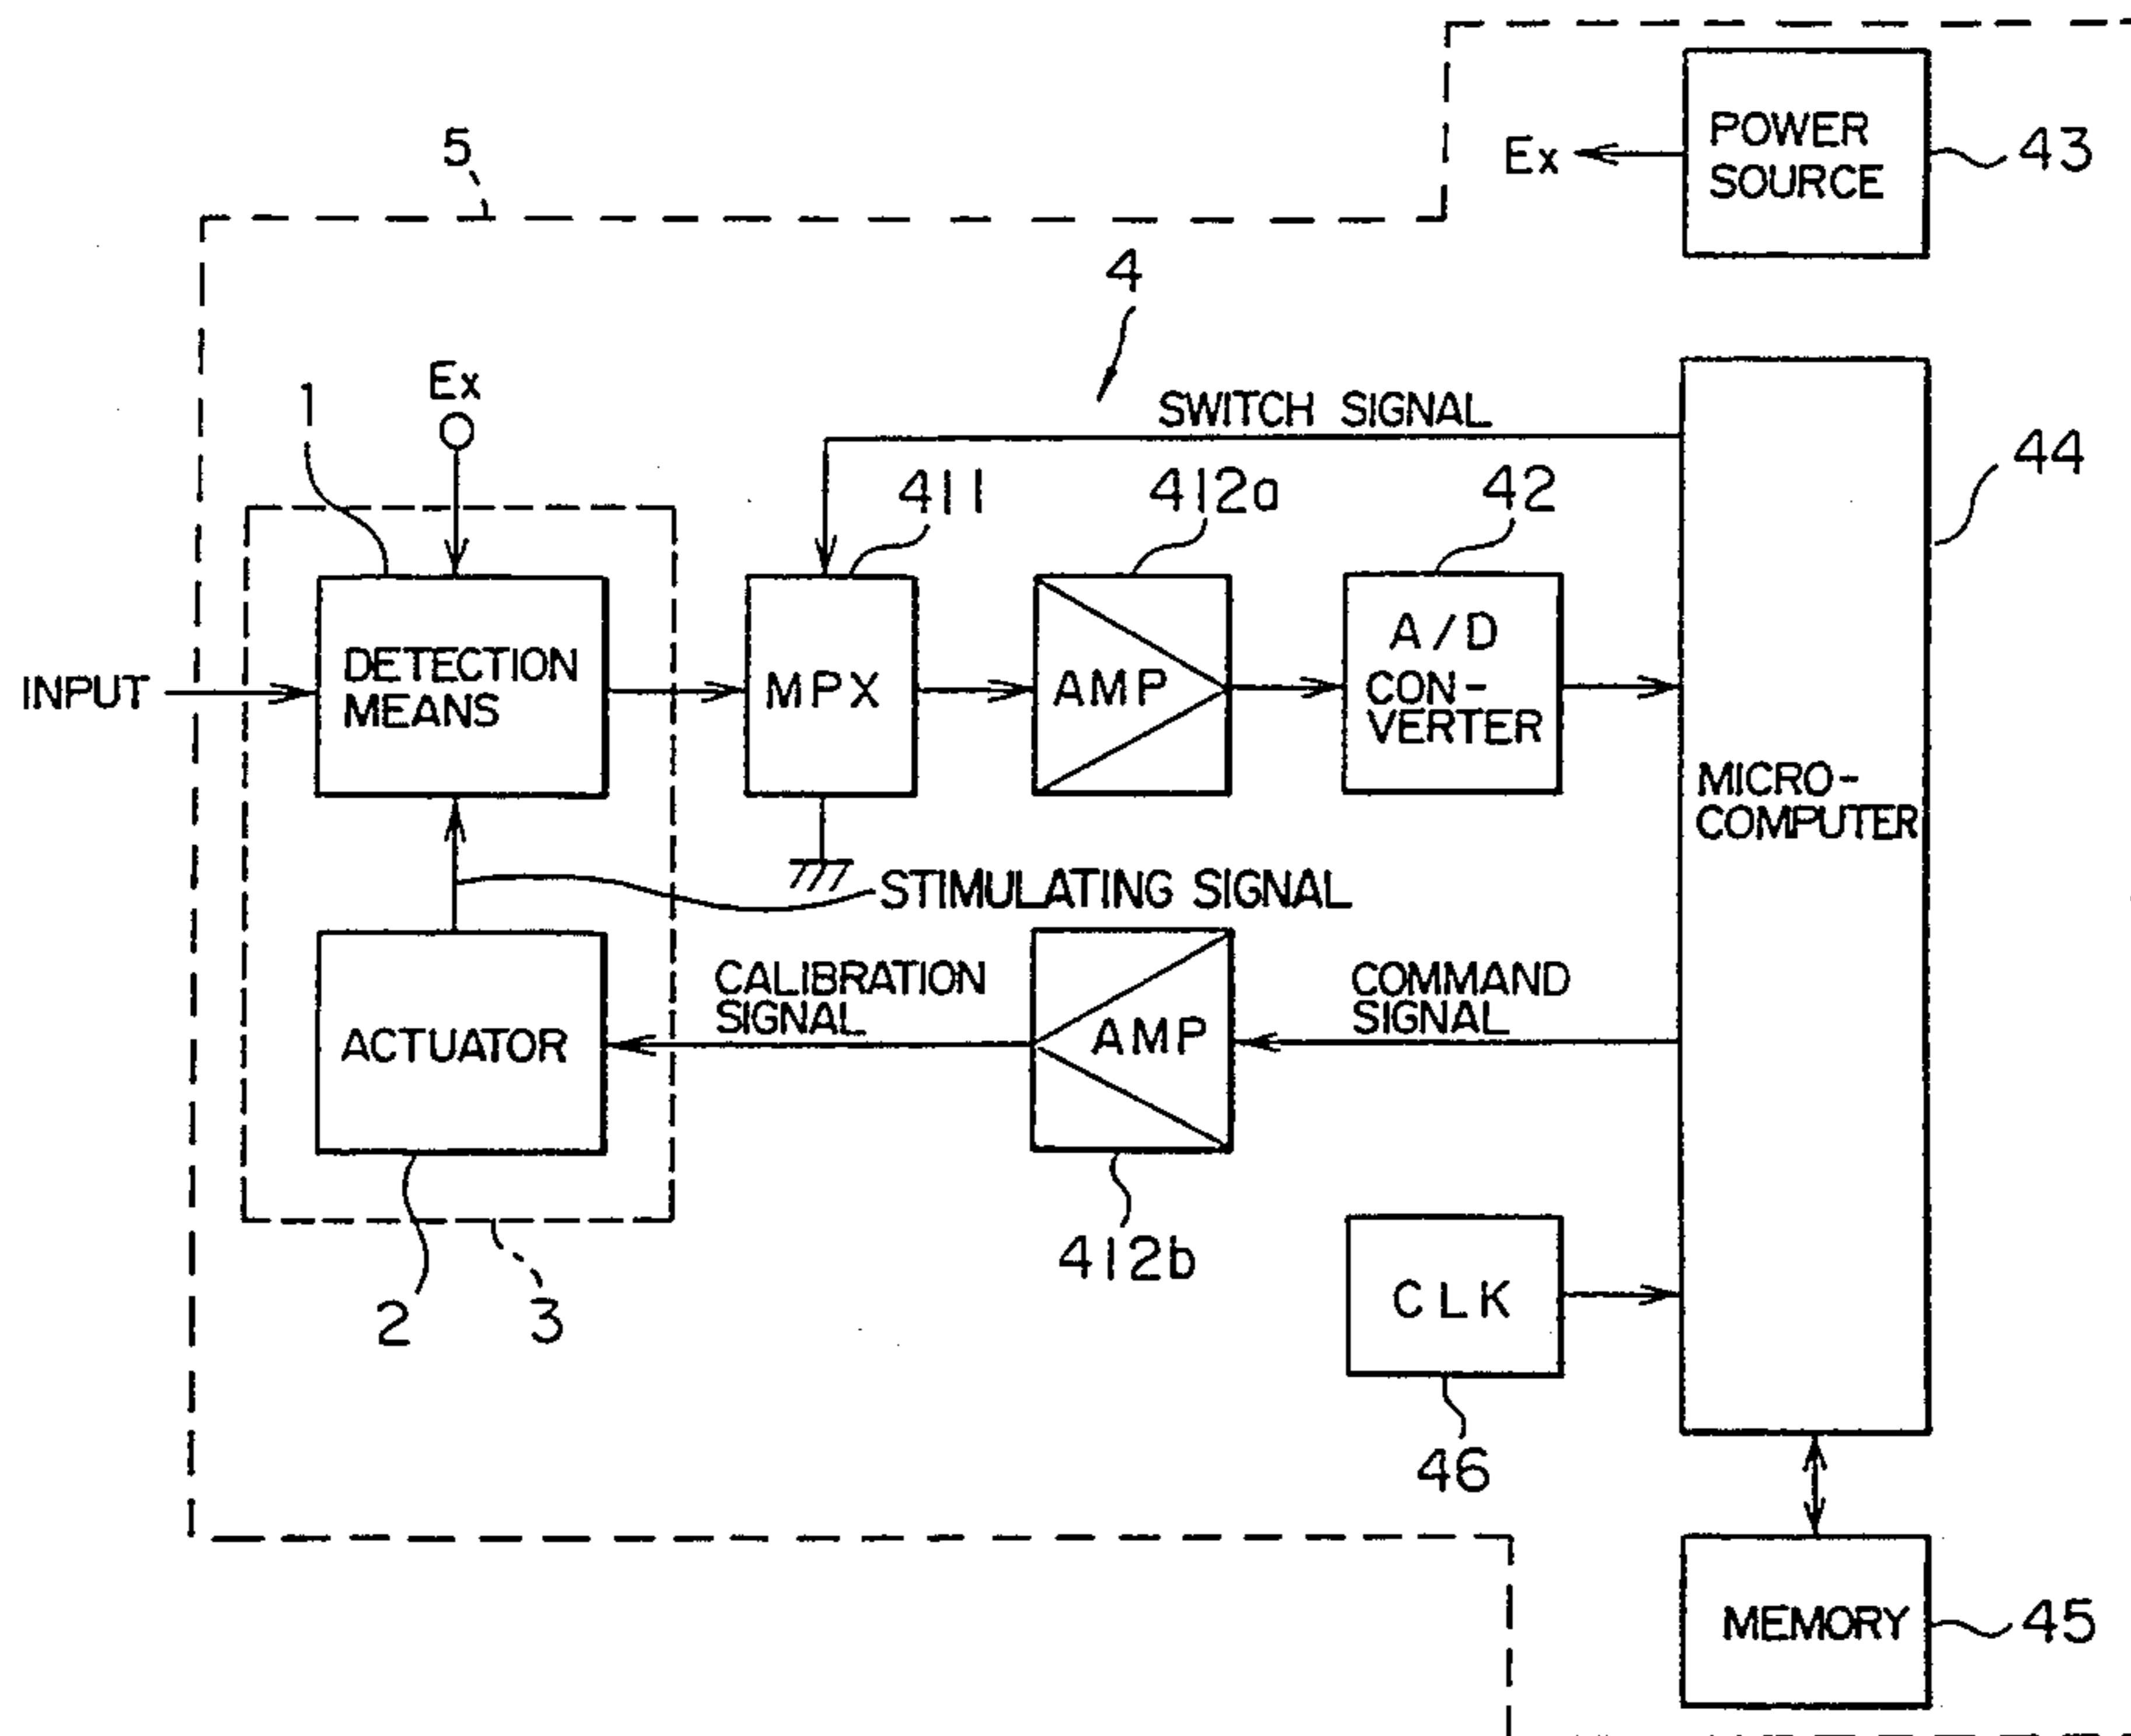 5
Ex
POWER
SOURCE
43
4
1
Ex
SWITCH SIGNAL
411
412a
42
44
INPUT
DETECTION
MEANS
MPX
AMP
A/D
CON-
VERTER
MICRO-
COMPUTER
STIMULATING SIGNAL
ACTUATOR
CALIBRATION
SIGNAL
AMP
COMMAND
SIGNAL
2
3
412b
CLK
46
MEMORY
45